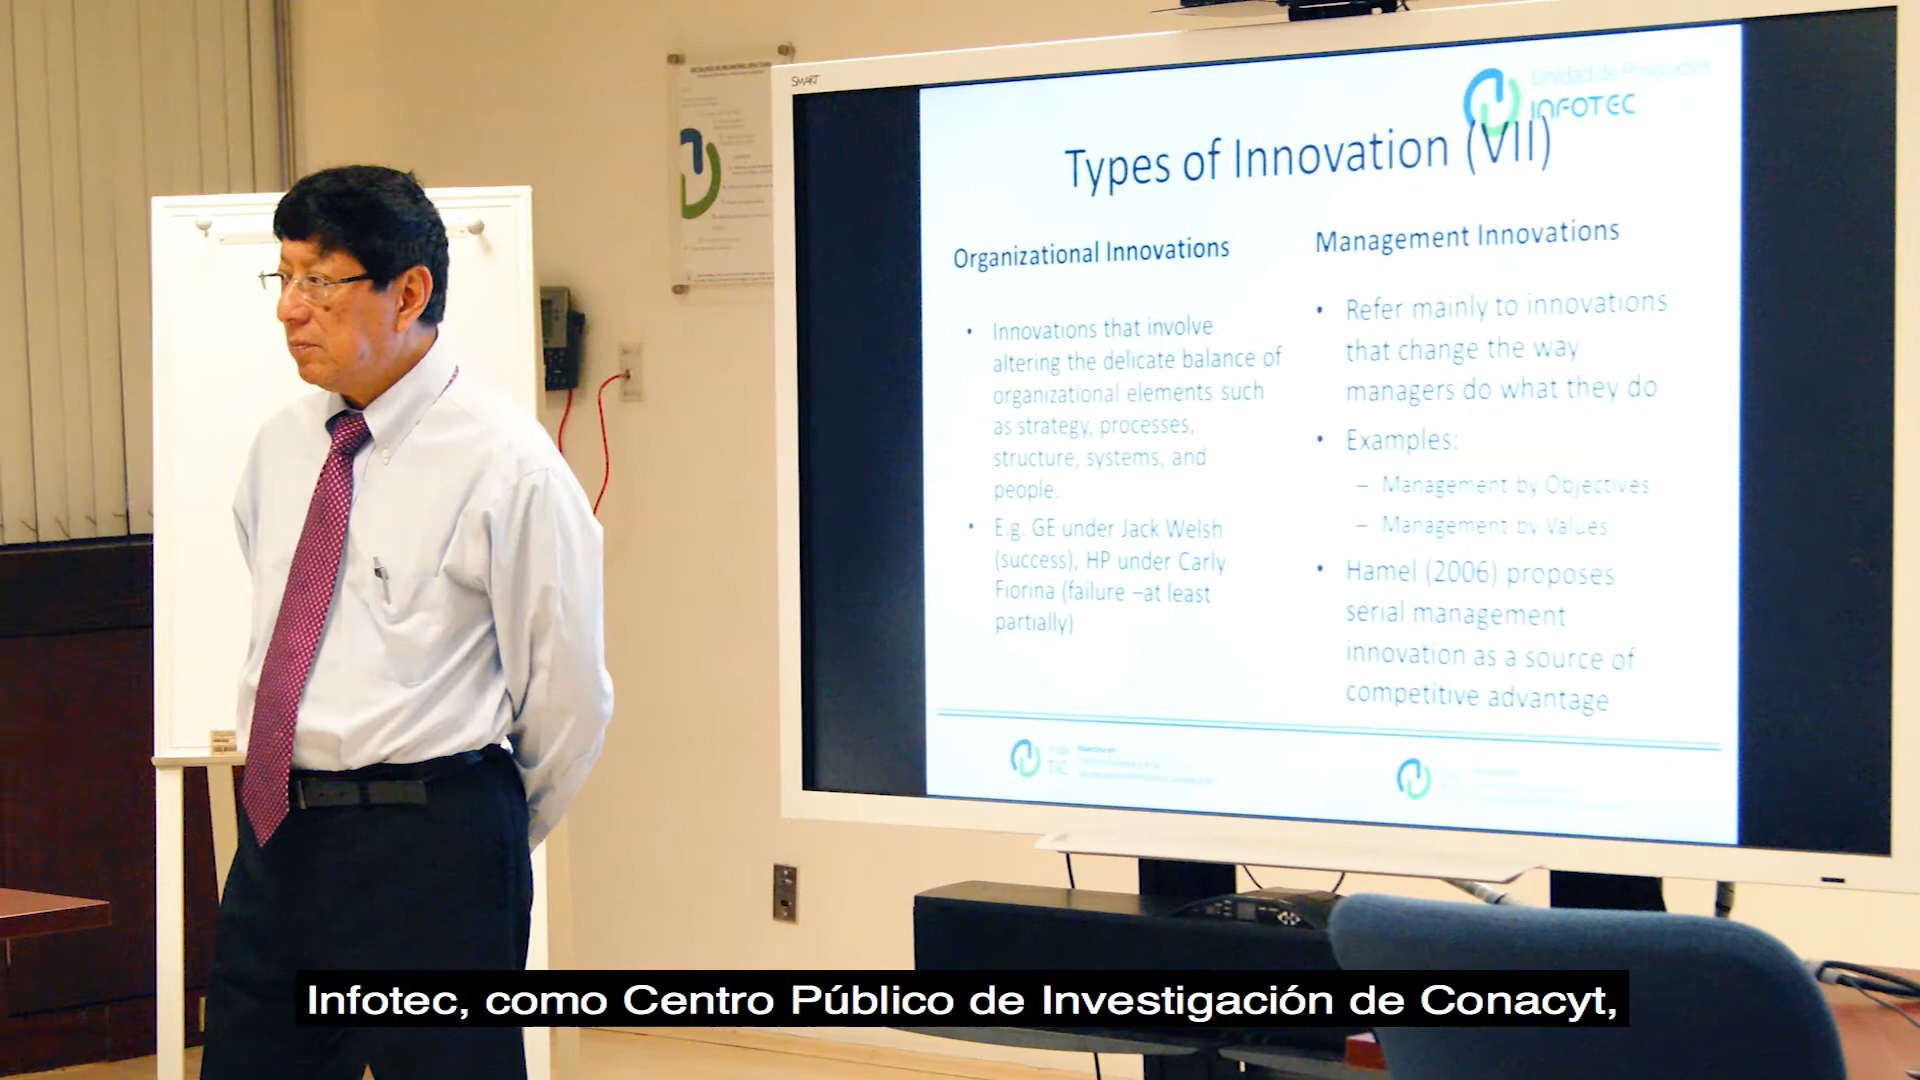 SMART
Unidad de Posgrados
INFOTEC
Types of Innovation (VII)
Organizational Innovations
• Innovations that involve
altering the delicate balance of
organizational elements such
as strategy, processes,
structure, systems, and
people.
• E.g. GE under Jack Welsh
(success), HP under Carly
Fiorina (failure –at least
partially)
Management Innovations
• Refer mainly to innovations
that change the way
managers do what they do
• Examples:
– Management by Objectives
– Management by Values
• Hamel (2006) proposes
serial management
innovation as a source of
competitive advantage
TIC
Infotec, como Centro Público de Investigación de Conacyt,